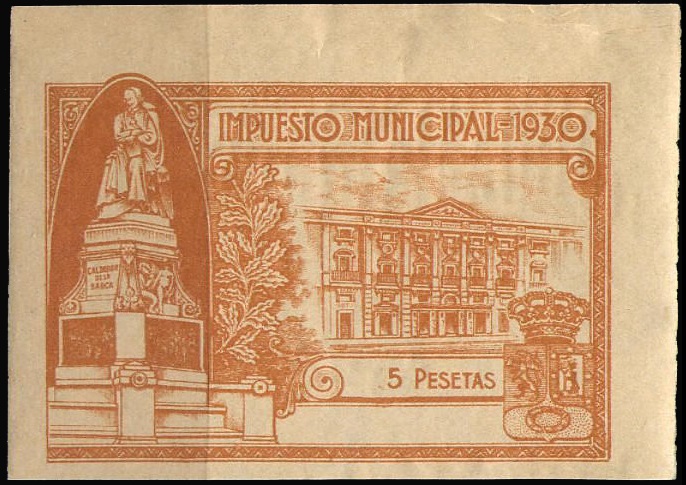 IMPUESTO MUNICIPAL-1930
CALDERON
DE LA
BARCA
5 PESETAS